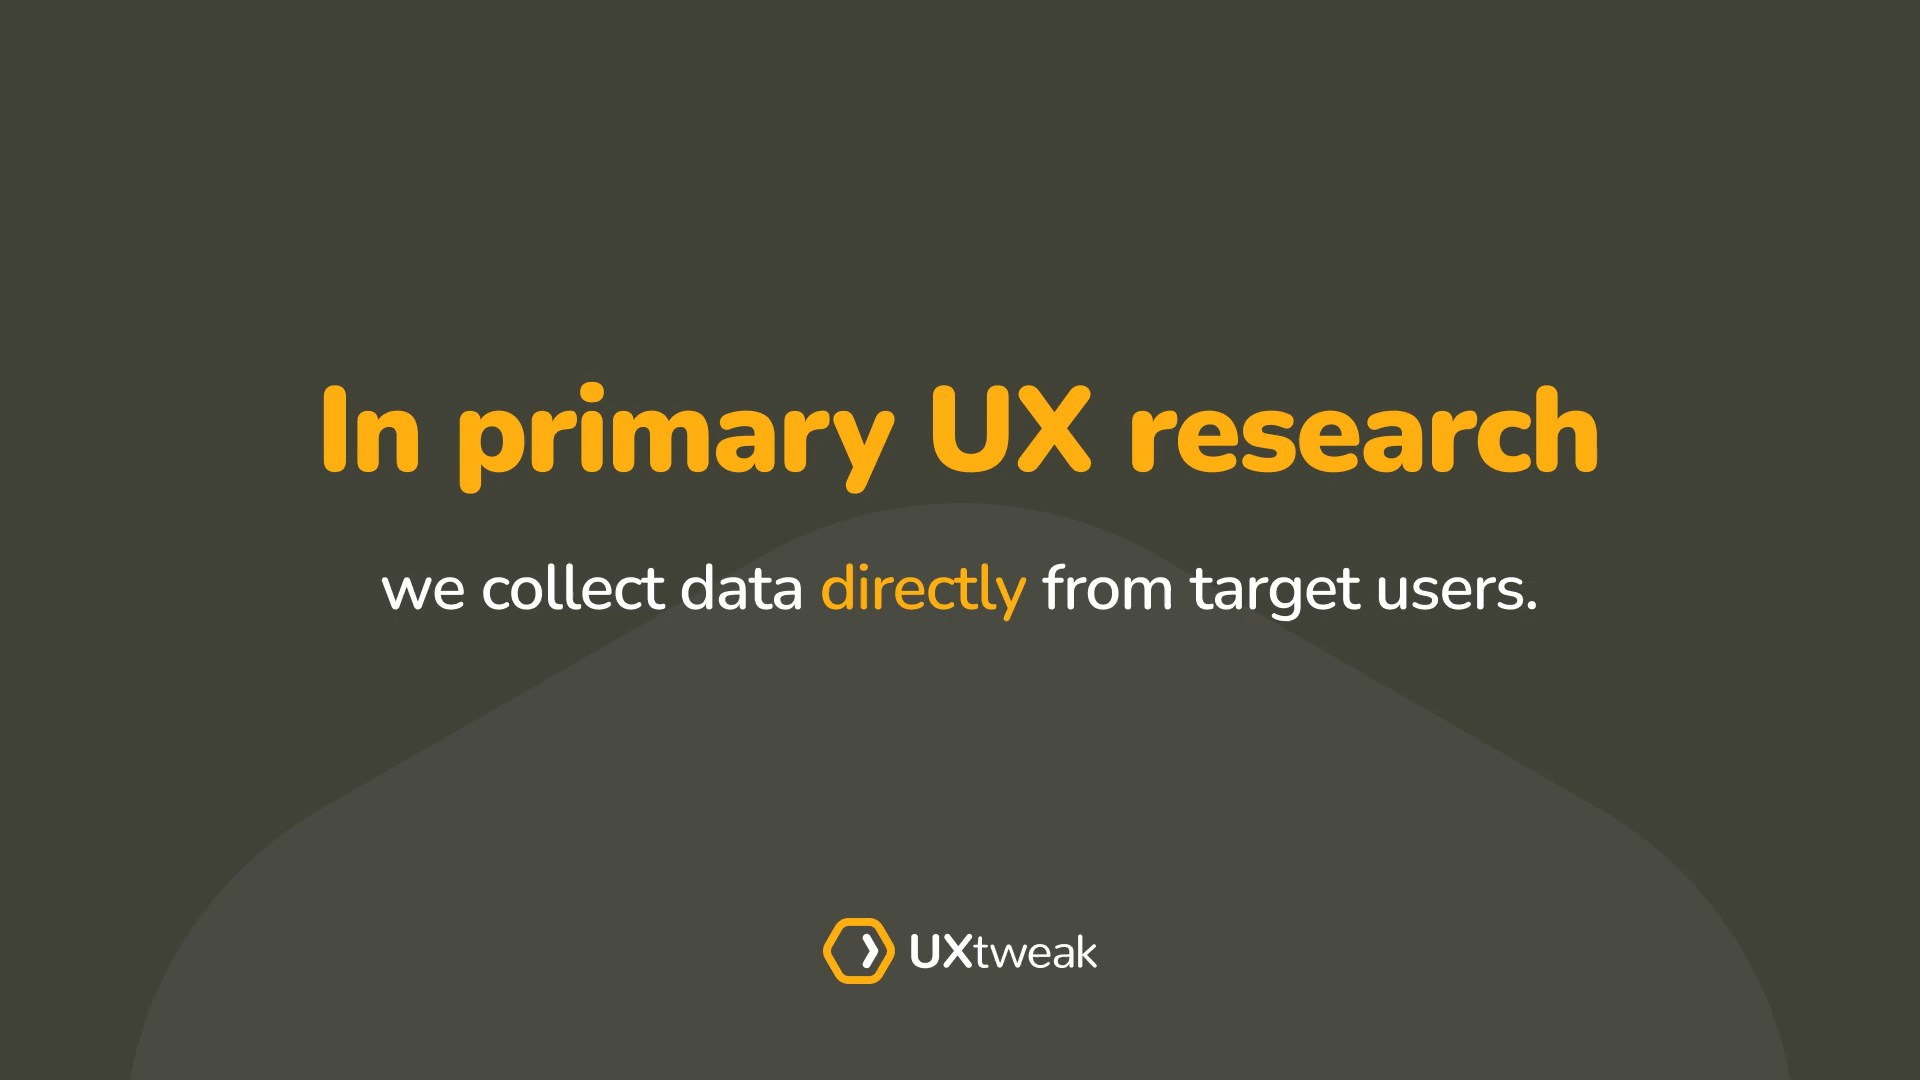 In primary UX research
we collect data directly from target users.
UXtweak